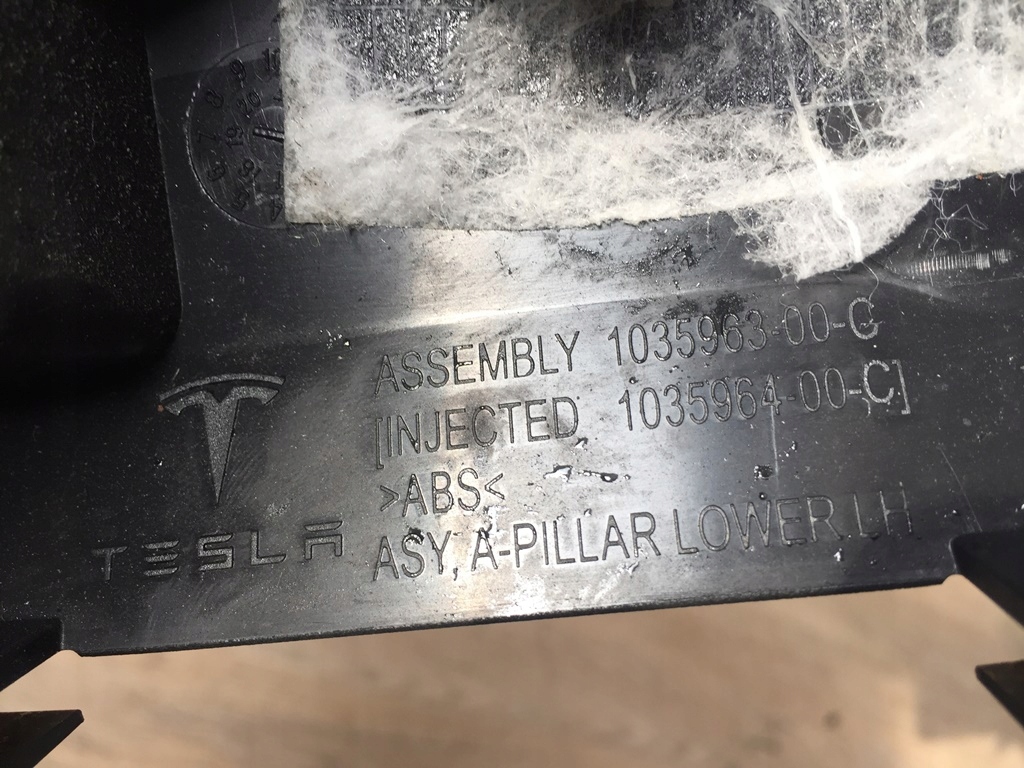 ASSEMBLY 1035963-00-G
[INJECTED 1035964-00-C]
>ABS<
ASY, A-PILLAR LOWER LH
TESLA